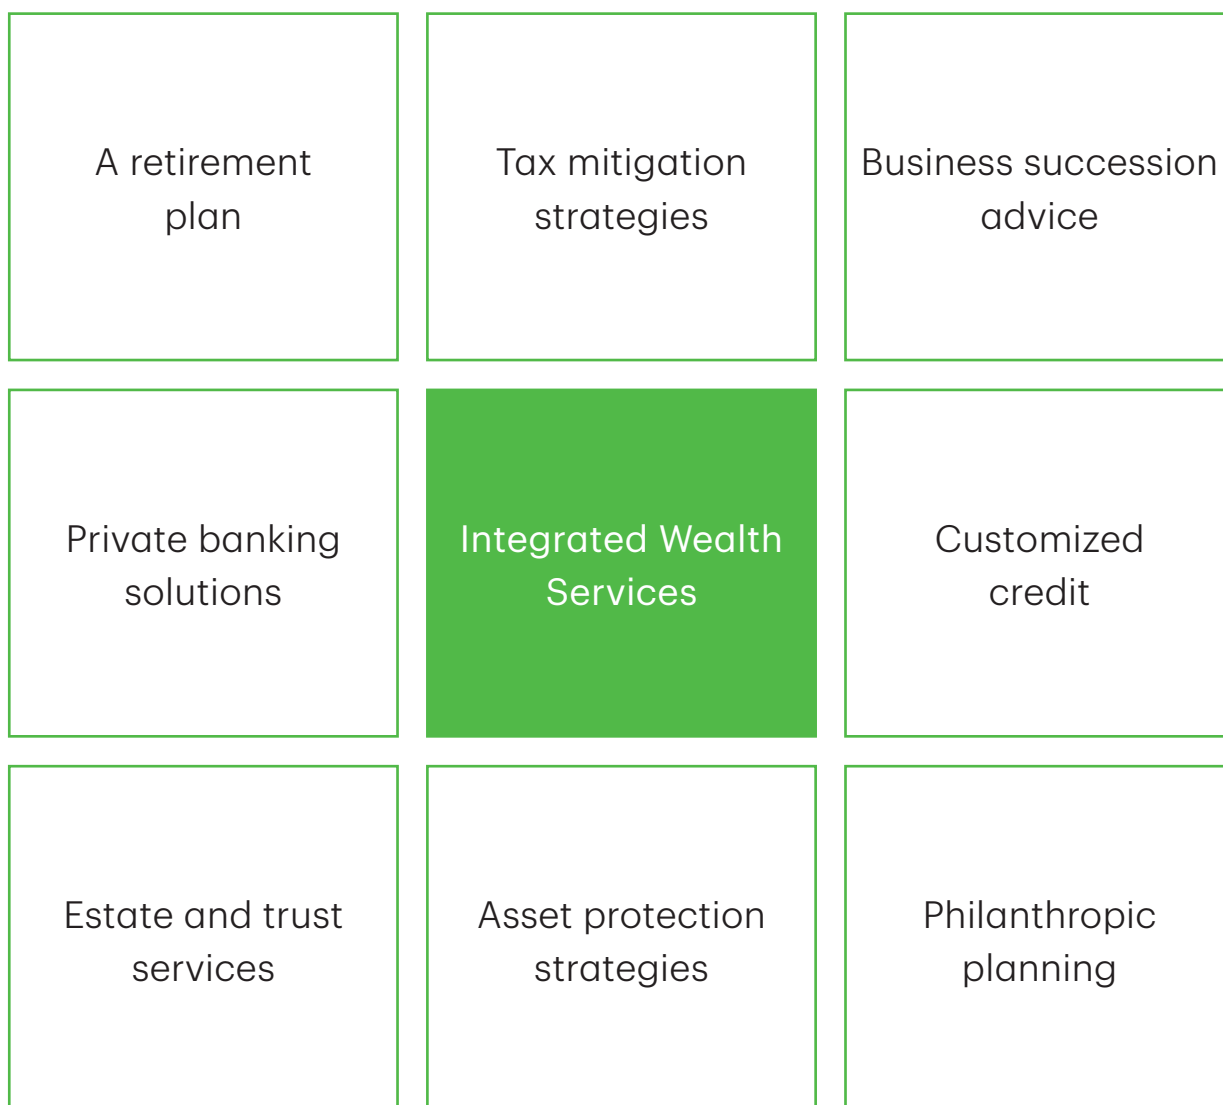 A retirement
plan
Tax mitigation
strategies
Business succession
advice
Private banking
solutions
Integrated Wealth
Services
Customized
credit
Estate and trust
services
Asset protection
strategies
Philanthropic
planning